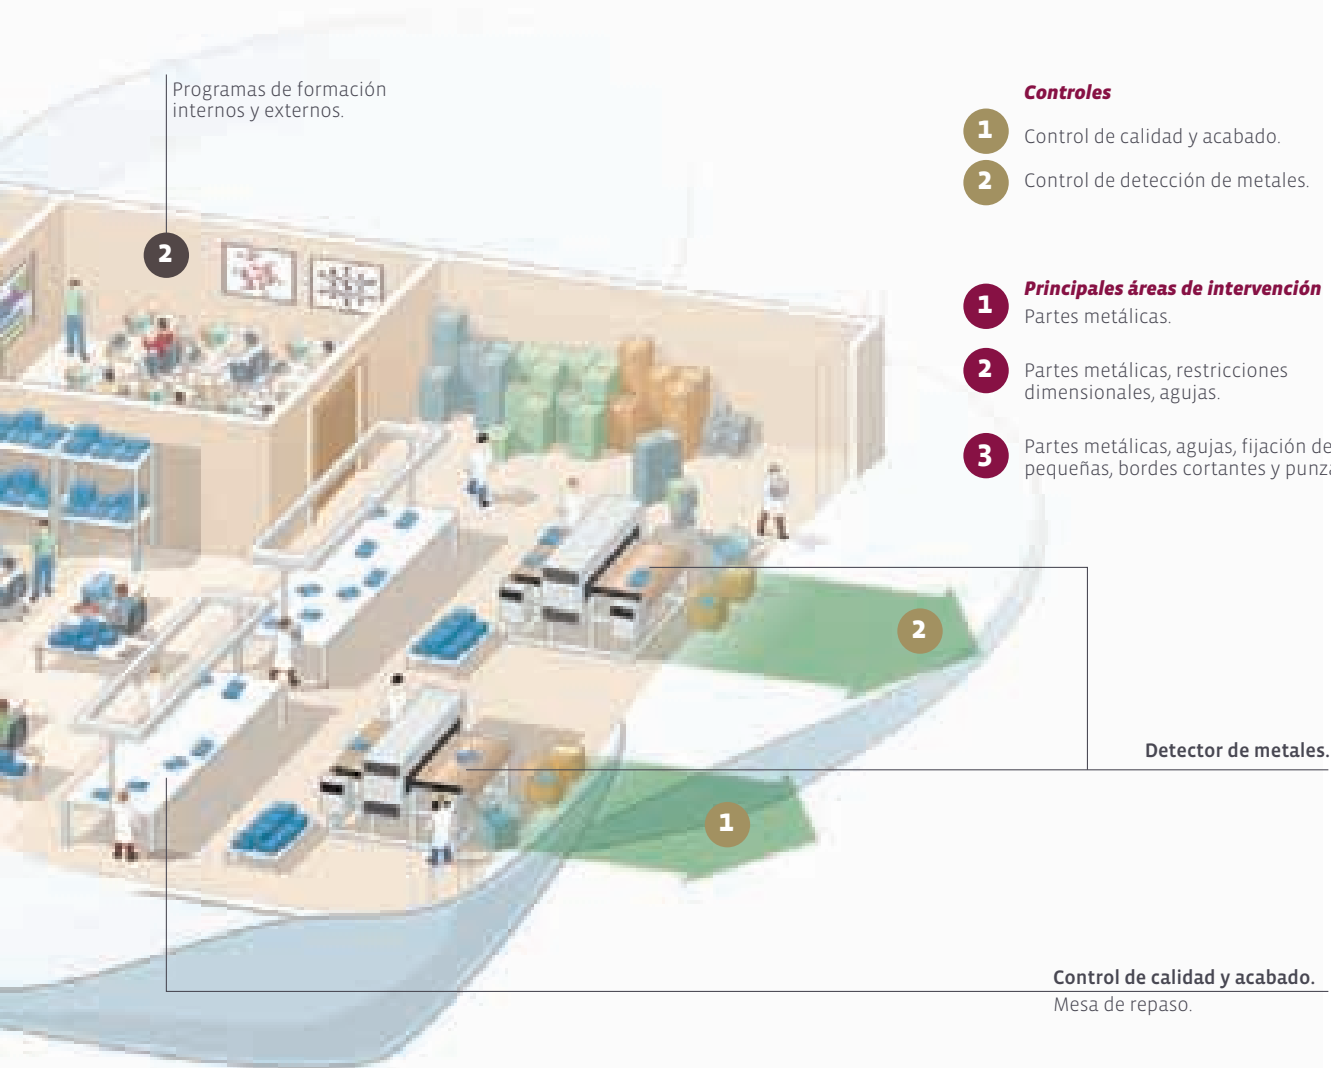 Programas de formación
internos y externos.
2
Controles
1 Control de calidad y acabado.
2 Control de detección de metales.
Principales áreas de intervención
1 Partes metálicas.
2 Partes metálicas, restricciones
dimensionales, agujas.
3 Partes metálicas, agujas, fijación de
pequeñas, bordes cortantes y
2
Detector de metales.
1
Control de calidad y acabado.
Mesa de repaso.